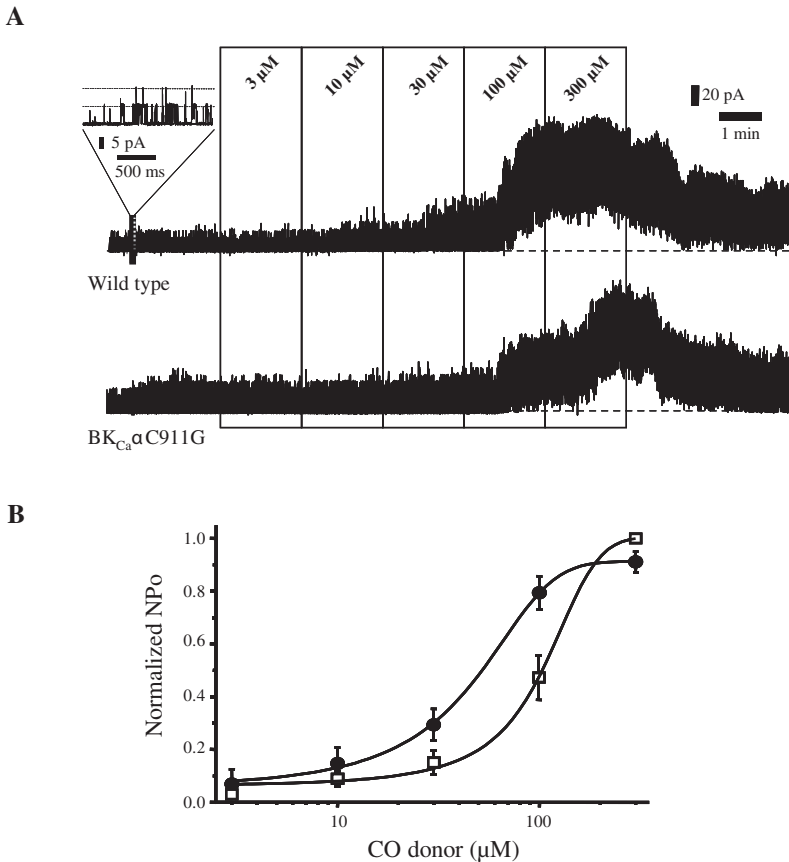 A
3 µM
10 µM
30 µM
100 µM
300 µM
20 pA
1 min
5 pA
500 ms
Wild type
BKCaαC911G
B
Normalized NPo
1.0
0.8
0.6
0.4
0.2
0.0
10
100
CO donor (µM)